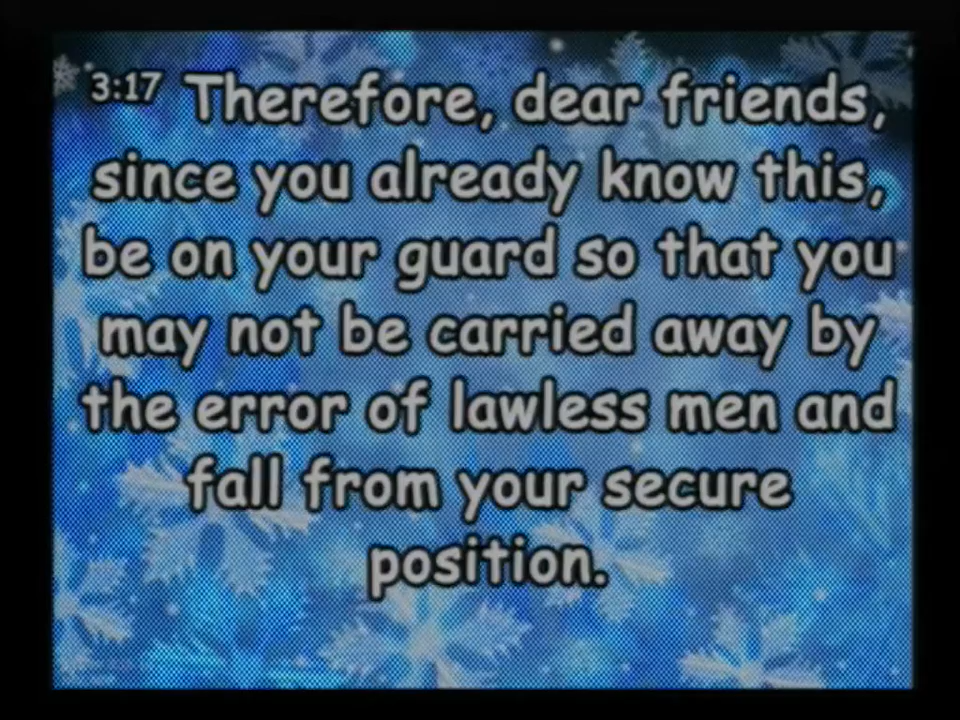 3:17 Therefore, dear friends,
since you already know this,
be on your guard so that you
may not be carried away by
the error of lawless men and
fall from your secure
position.